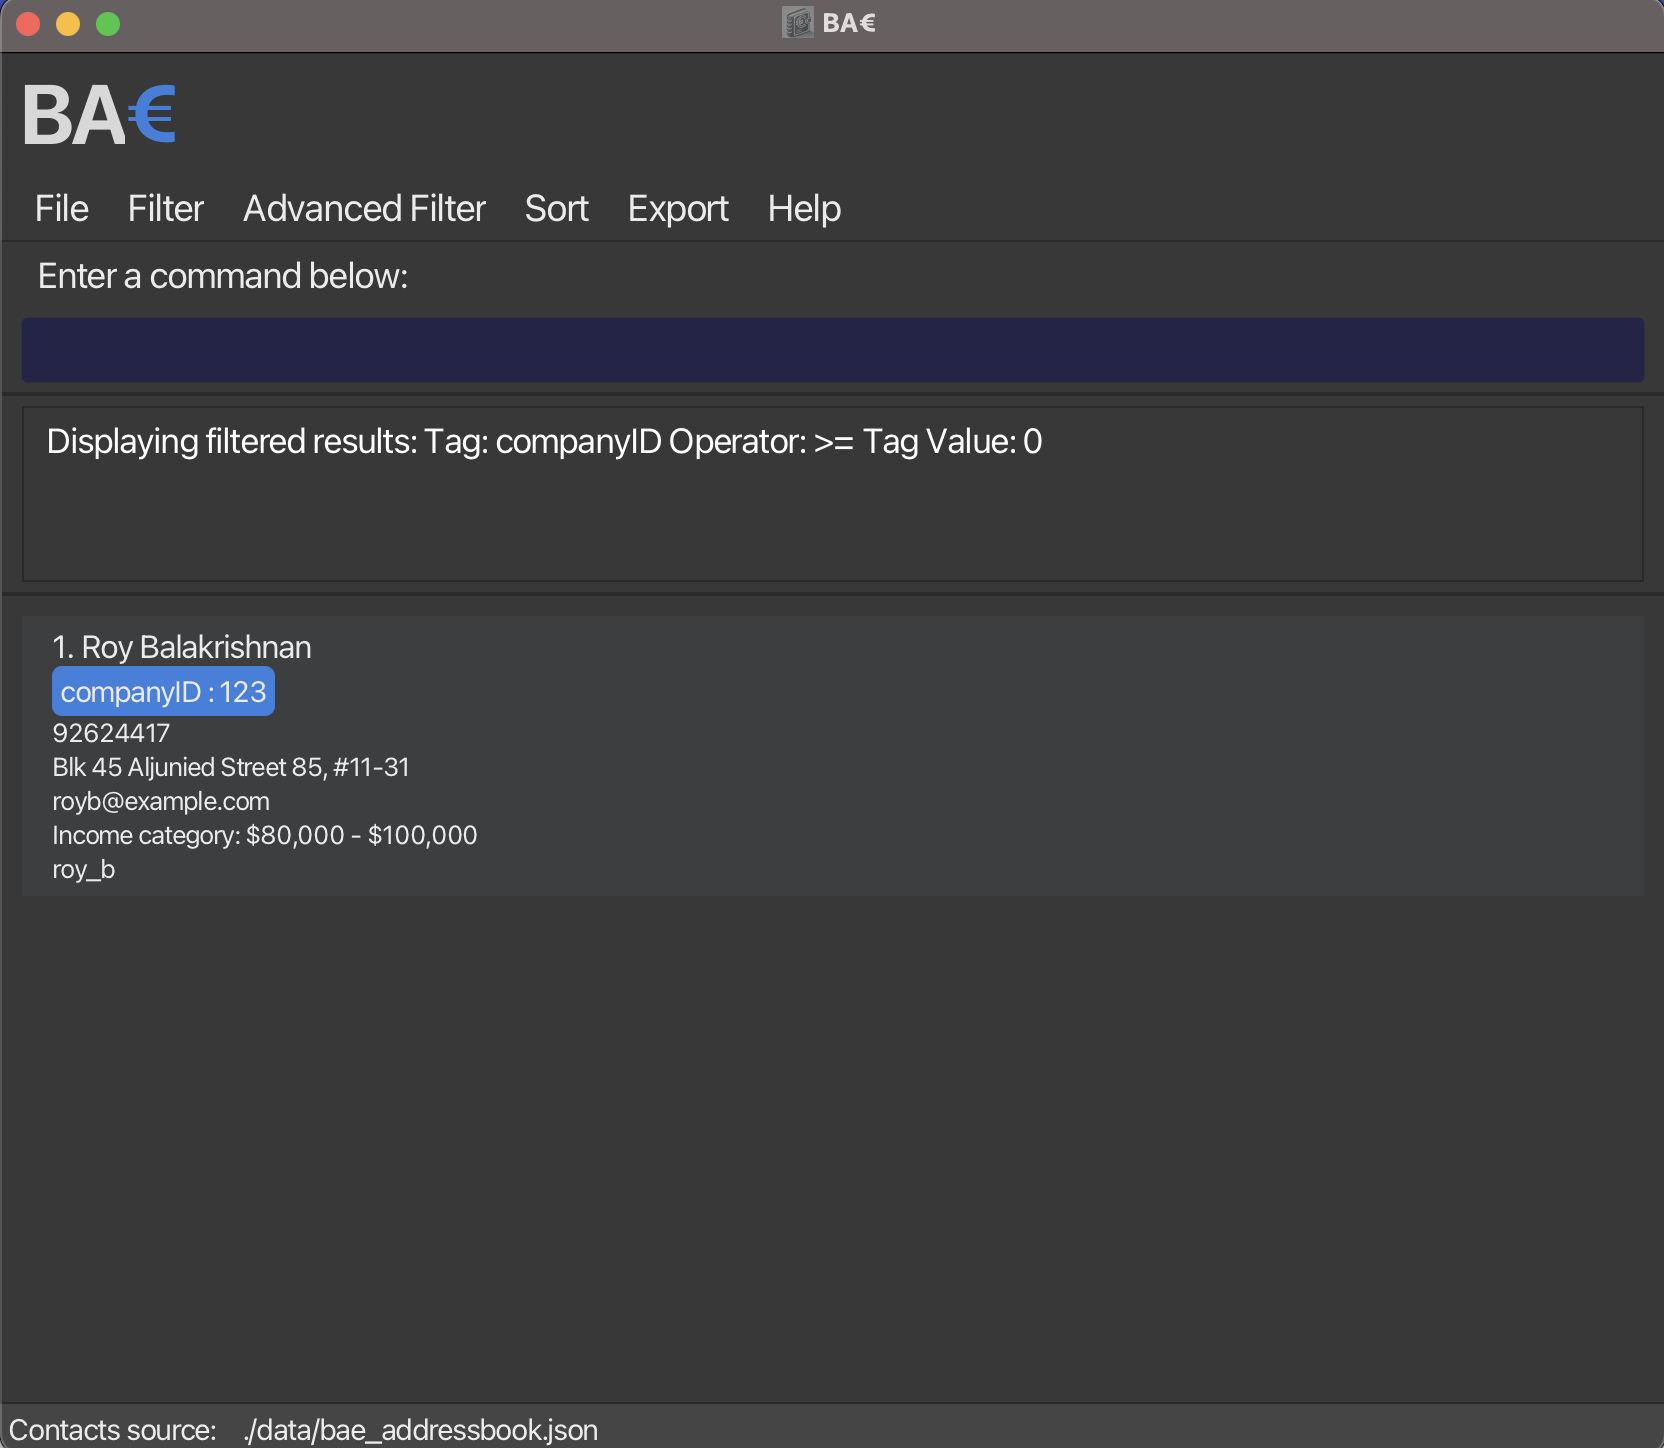 BA€
BA€
File Filter Advanced Filter Sort Export Help
Enter a command below:
Displaying filtered results: Tag: companyID Operator: >= Tag Value: 0
1. Roy Balakrishnan
companyID : 123
92624417
Blk 45 Aljunied Street 85, #11-31
royb@example.com
Income category: $80,000 - $100,000
roy_b
Contacts source: ./data/bae_addressbook.json